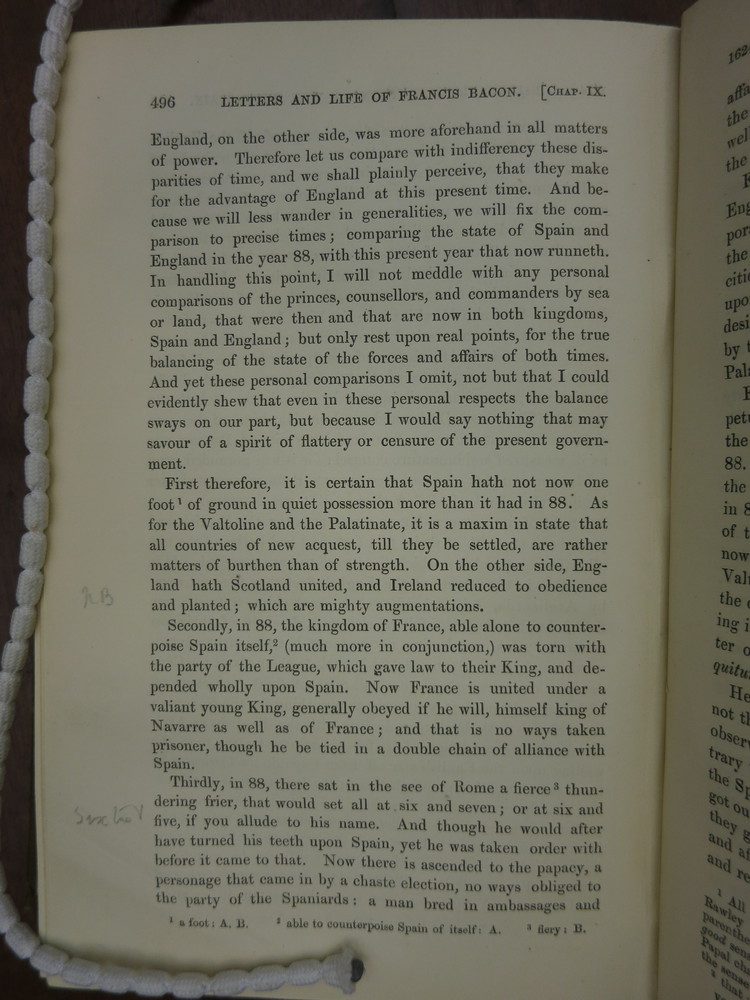 496 LETTERS AND LIFE OF FRANCIS BACON. [CHAP. IX.
England, on the other side, was more aforehand in all matters
of power. Therefore let us compare with indifferency these dis-
parities of time, and we shall plainly perceive, that they make
for the advantage of England at this present time. And be-
cause we will less wander in generalities, we will fix the com-
parison to precise times; comparing the state of Spain and
England in the year 88, with this present year that now runneth.
In handling this point, I will not meddle with any personal
comparisons of the princes, counsellors, and commanders by sea
or land, that were then and that are now in both kingdoms,
Spain and England; but only rest upon real points, for the true
balancing of the state of the forces and affairs of both times.
And yet these personal comparisons I omit, not but that I could
evidently shew that even in these personal respects the balance
sways on our part, but because I would say nothing that may
savour of a spirit of flattery or censure of the present govern-
ment.
First therefore, it is certain that Spain hath not now one
foot¹ of ground in quiet possession more than it had in 88. As
for the Valtoline and the Palatinate, it is a maxim in state that
all countries of new acquest, till they be settled, are rather
matters of burthen than of strength. On the other side, Eng-
land hath Scotland united, and Ireland reduced to obedience
and planted; which are mighty augmentations.
Secondly, in 88, the kingdom of France, able alone to counter-
poise Spain itself,² (much more in conjunction,) was torn with
the party of the League, which gave law to their King, and de-
pended wholly upon Spain. Now France is united under a
valiant young King, generally obeyed if he will, himself king of
Navarre as well as of France; and that is no ways taken
prisoner, though he be tied in a double chain of alliance with
Spain.
Thirdly, in 88, there sat in the see of Rome a fierce³ thun-
dering frier, that would set all at six and seven; or at six and
five, if you allude to his name. And though he would after
have turned his teeth upon Spain, yet he was taken order with
before it came to that. Now there is ascended to the papacy, a
personage that came in by a chaste election, no ways obliged to
the party of the Spaniards: a man bred in ambassages and
¹ a foot: A. B. ² able to counterpoise Spain of itself: A. ³ fiery: B.
NB
162
affa
the
wel
the
Eng
por
the
citi
upo
desi
by t
Pala
pet
the
88.
the
in 8
of t
now
Valt
the
ing i
ter o
quitu
He
not th
observ
trary
the Sp
got ou
they g
and af
and re
¹ All
Rawley
parenthe
good sens
Papal ch
the sense
² that